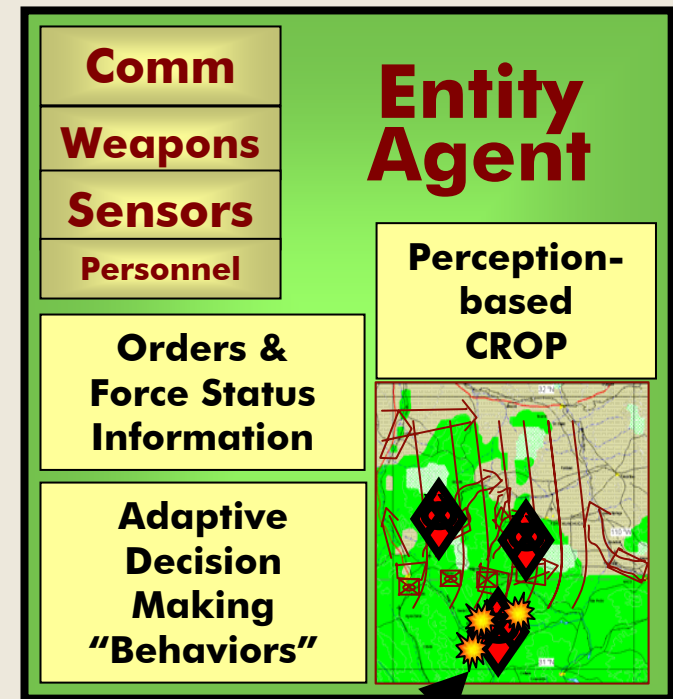 Comm
Weapons
Sensors
Personnel
Entity
Agent
Perception-
based
CROP
Orders &
Force Status
Information
Adaptive
Decision
Making
“Behaviors”